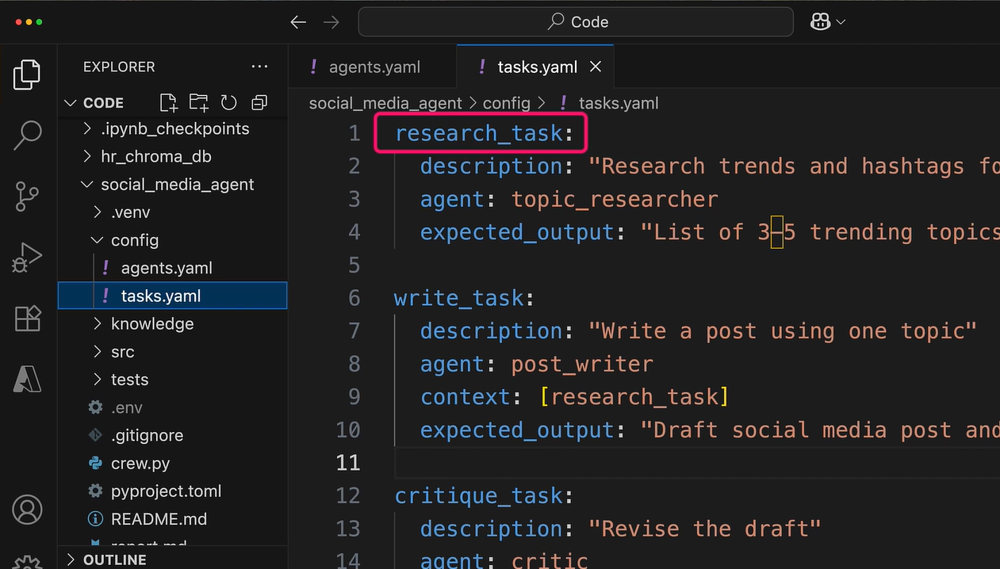 Code
EXPLORER
CODE
.ipynb_checkpoints
hr_chroma_db
social_media_agent
.venv
config
agents.yaml
tasks.yaml
knowledge
src
tests
.env
.gitignore
crew.py
pyproject.toml
README.md
report.md
OUTLINE
! agents.yaml
! tasks.yaml
social_media_agent > config > ! tasks.yaml
1 research_task:
2 description: "Research trends and hashtags fo
3 agent: topic_researcher
4 expected_output: "List of 3–5 trending topics
5
6 write_task:
7 description: "Write a post using one topic"
8 agent: post_writer
9 context: [research_task]
10 expected_output: "Draft social media post and
11
12 critique_task:
13 description: "Revise the draft"
14 agent: critic